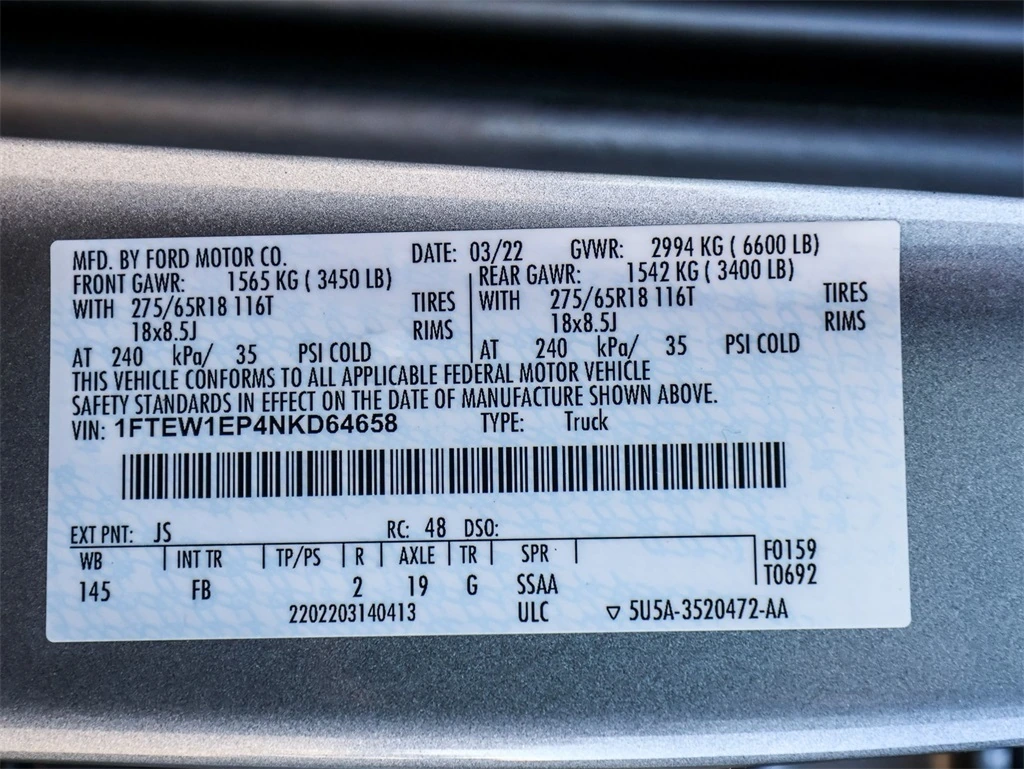 MFD. BY FORD MOTOR CO. DATE: 03/22 GVWR: 2994 KG ( 6600 LB)
FRONT GAWR: 1565 KG ( 3450 LB) REAR GAWR: 1542 KG ( 3400 LB)
WITH 275/65R18 116T TIRES WITH 275/65R18 116T TIRES
18x8.5J RIMS 18x8.5J RIMS
AT 240 kPa/ 35 PSI COLD AT 240 kPa/ 35 PSI COLD
THIS VEHICLE CONFORMS TO ALL APPLICABLE FEDERAL MOTOR VEHICLE
SAFETY STANDARDS IN EFFECT ON THE DATE OF MANUFACTURE SHOWN ABOVE.
VIN: 1FTEW1EP4NKD64658 TYPE: Truck
EXT PNT: JS RC: 48 DSO:
WB INT TR TP/PS R AXLE TR SPR F0159
145 FB 2 19 G SSAA T0692
2202203140413 ULC 5U5A-3520472-AA